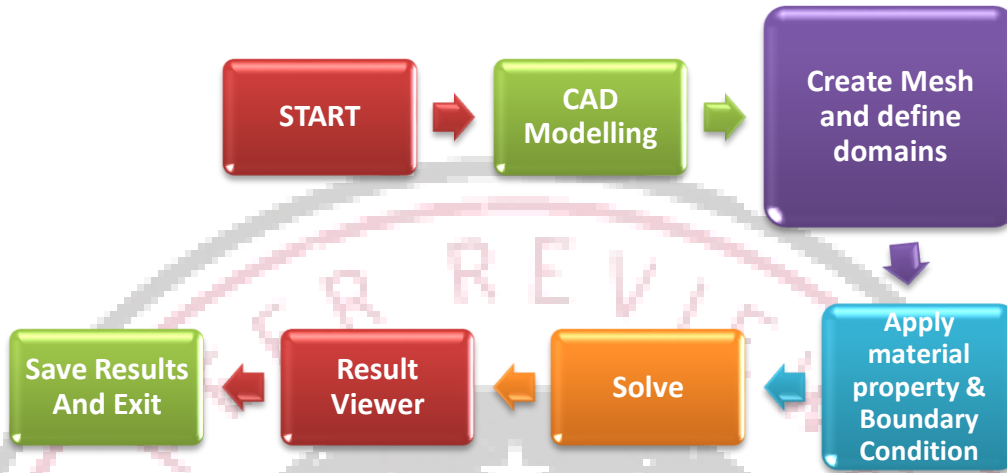 START
CAD
Modelling
Create Mesh
and define
domains
Apply
material
property &
Boundary
Condition
Solve
Result
Viewer
Save Results
And Exit